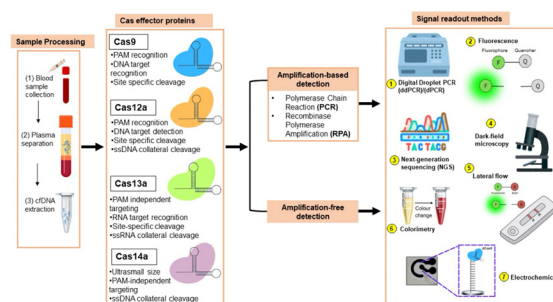 Sample Processing
(1) Blood
sample
collection
(2) Plasma
separation
(3) cfDNA
extraction
Cas effector proteins
Cas9
•PAM recognition
•DNA target
recognition
•Site specific cleavage
Cas12a
•PAM recognition
•DNA target detection
•Site specific cleavage
•ssDNA collateral cleavage
Cas13a
•PAM independent
targeting
•RNA target recognition
•Site-specific cleavage
•ssRNA collateral cleavage
Cas14a
•Ultrasmall size
•PAM-independent
targeting
•ssDNA collateral cleavage
Amplification-based
detection
• Polymerase Chain
Reaction (PCR)
• Recombinase
Polymerase
Amplification (RPA)
Amplification-free
detection
Signal readout methods
1 Digital Droplet PCR
(ddPCR)/(dPCR)
2 Fluorescence
Fluorophore
Quencher
F
Q
F
Q
TAC TACG
3 Next-generation
sequencing (NGS)
4
Dark-field
microscopy
5
Lateral flow
F
F
6 Colorimetry
Colour
change
7 Electrochemic